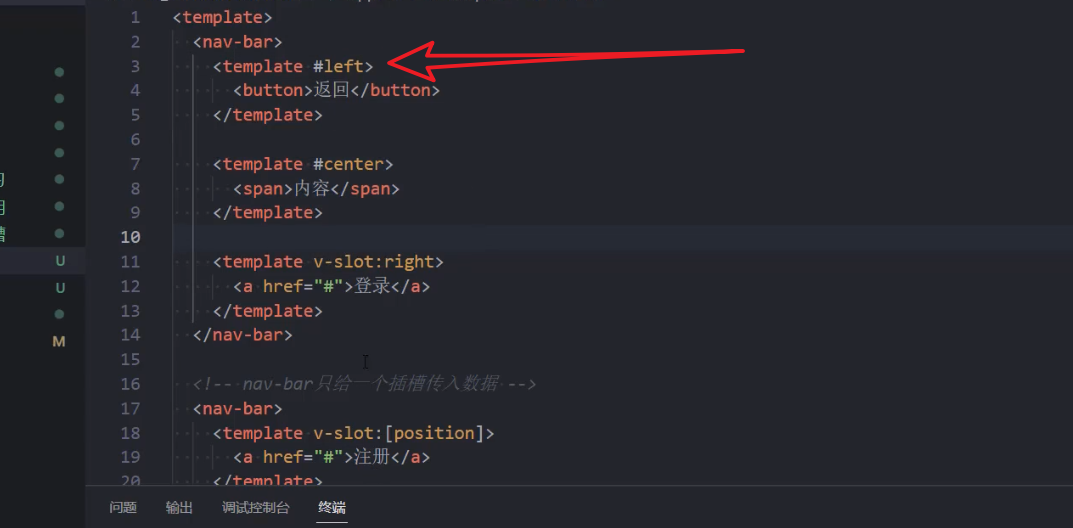 1 <template>
2 <nav-bar>
3 <template #left>
4 <button>返回</button>
5 </template>
6
7 <template #center>
8 <span>内容</span>
9 </template>
10
11 <template v-slot:right>
12 <a href="#">登录</a>
13 </template>
14 </nav-bar>
15
16 <!-- nav-bar只给一个插槽传入数据 -->
17 <nav-bar>
18 <template v-slot:[position]>
19 <a href="#">注册</a>
20 </template>
U
U
M
问题 输出 调试控制台 终端